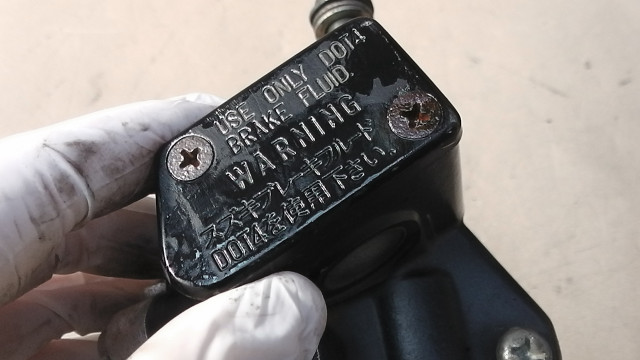 USE ONLY DOT4
BRAKE FLUID.
WARNING
スズキブレーキフルード
DOT4を使用下さい。